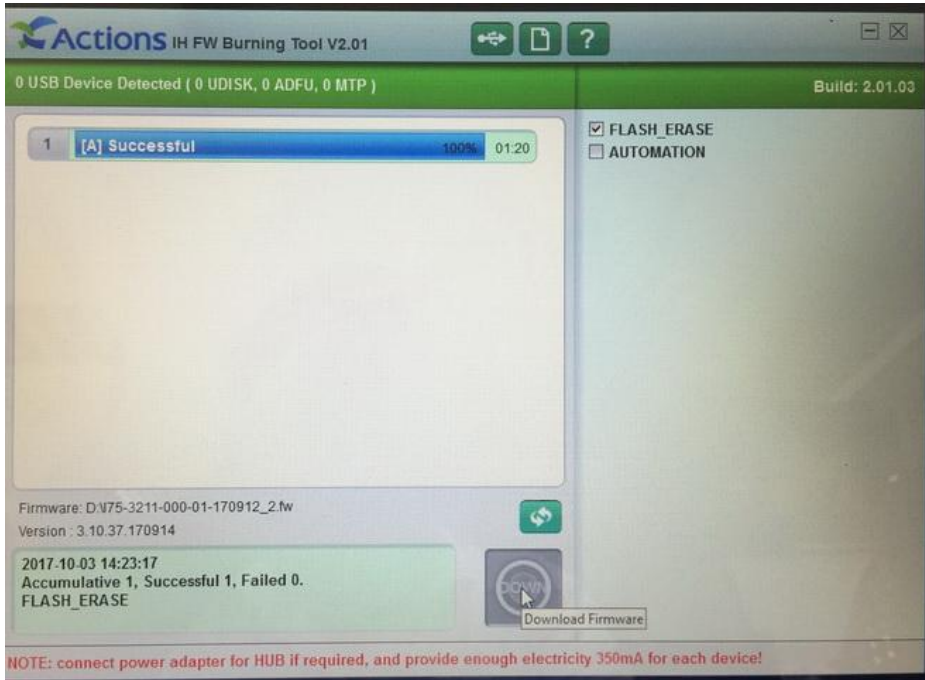 Actions IH FW Burning Tool V2.01
0 USB Device Detected ( 0 UDISK, 0 ADFU, 0 MTP )
Build: 2.01.03
1 [A] Successful 100% 01:20
FLASH_ERASE
AUTOMATION
Firmware: D:\I75-3211-000-01-170912_2.fw
Version : 3.10.37.170914
2017-10-03 14:23:17
Accumulative 1, Successful 1, Failed 0.
FLASH_ERASE
DOWN
Download Firmware
NOTE: connect power adapter for HUB if required, and provide enough electricity 350mA for each device!